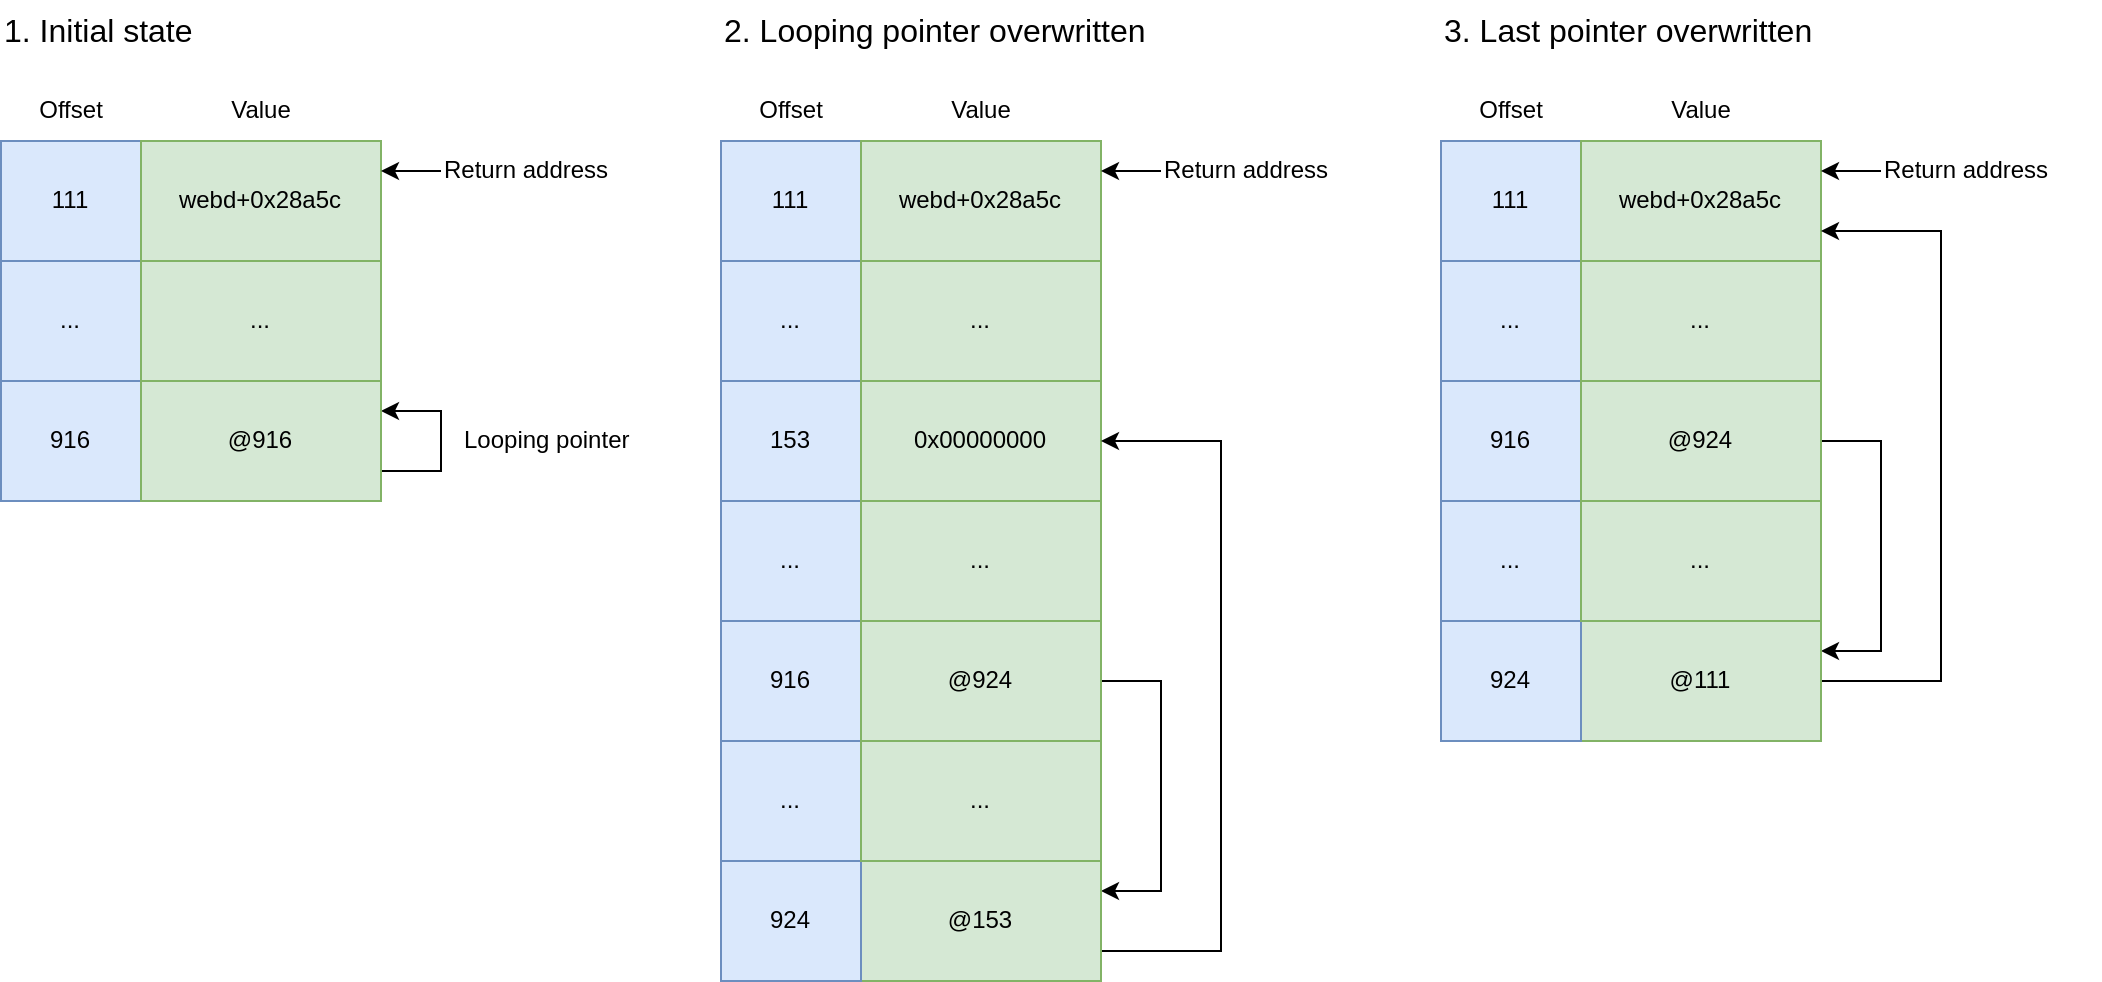 1. Initial state
Offset Value
111 webd+0x28a5c Return address
... ...
916 @916 Looping pointer
2. Looping pointer overwritten
Offset Value
111 webd+0x28a5c Return address
... ...
153 0x00000000
... ...
916 @924
... ...
924 @153
3. Last pointer overwritten
Offset Value
111 webd+0x28a5c Return address
... ...
916 @924
... ...
924 @111